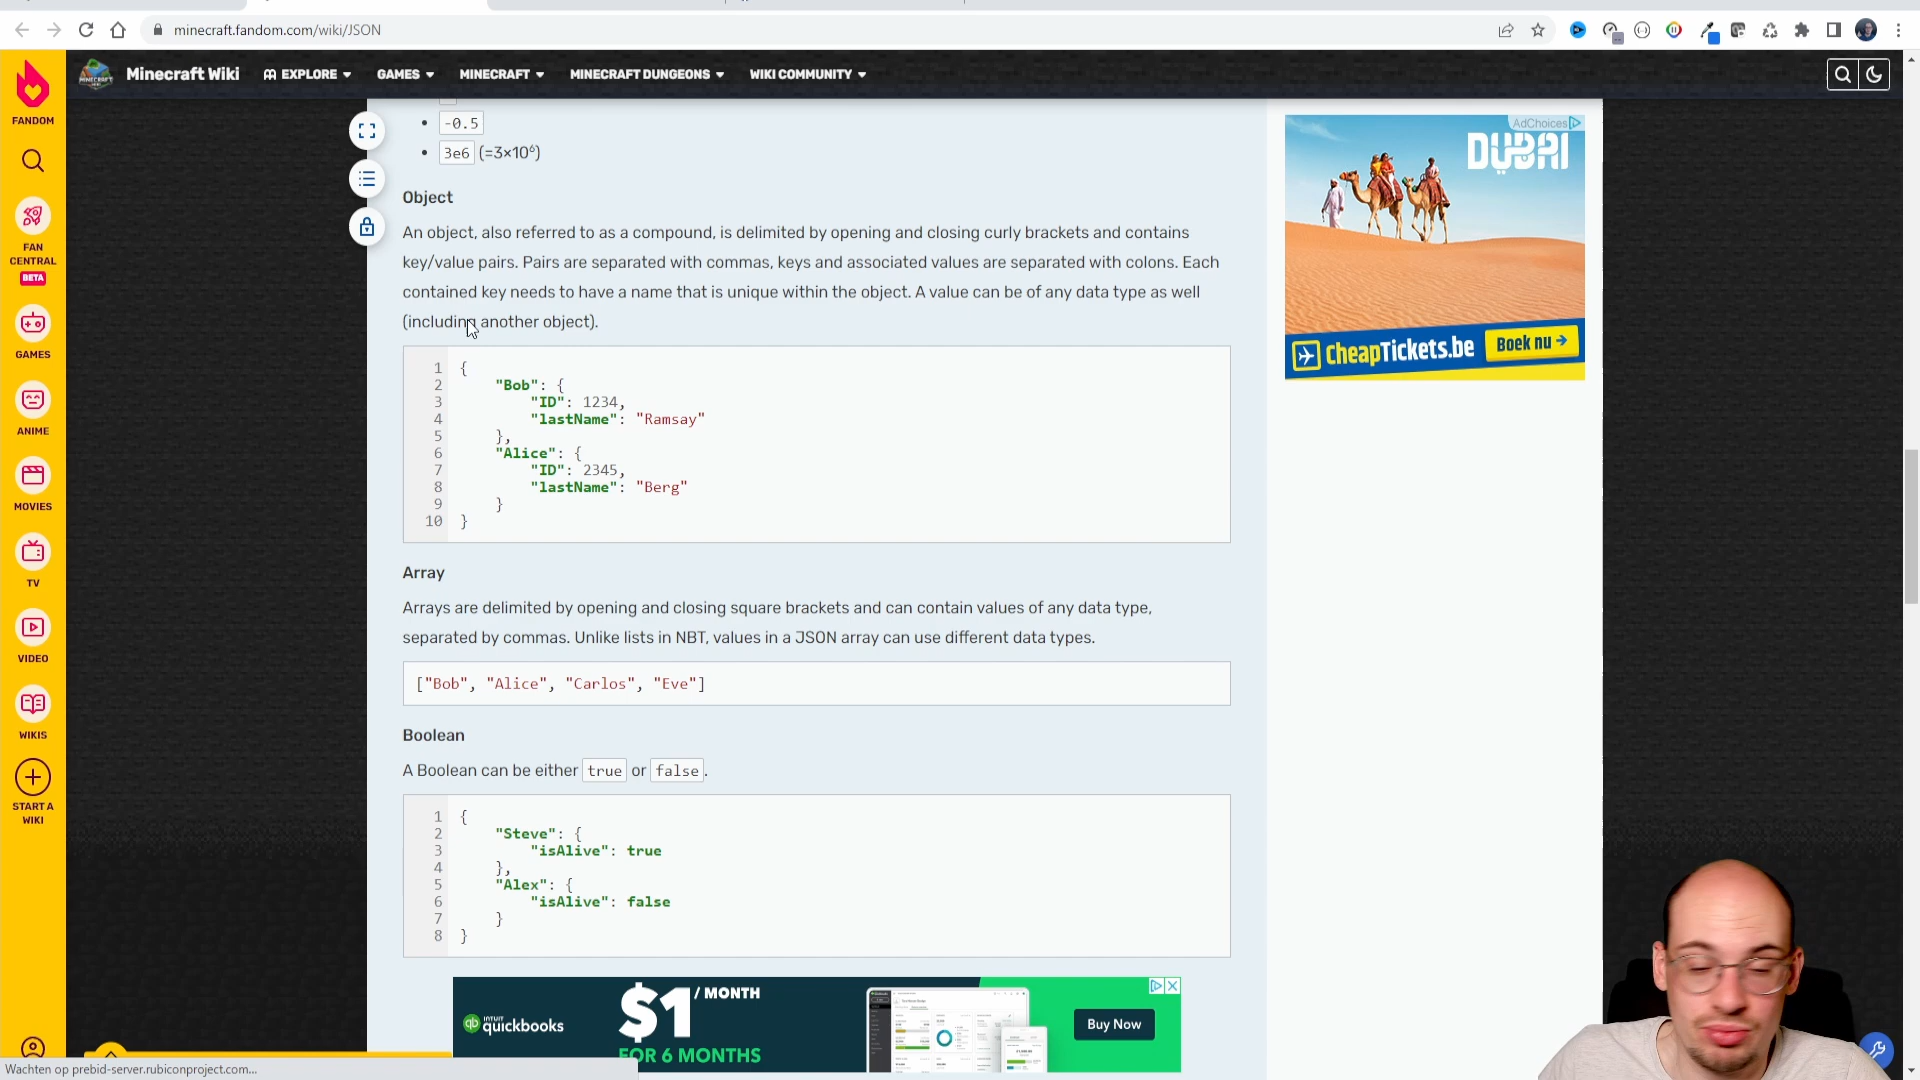 minecraft.fandom.com/wiki/JSON
Minecraft Wiki
EXPLORE
GAMES
MINECRAFT
MINECRAFT DUNGEONS
WIKI COMMUNITY
FANDOM
FAN
CENTRAL
BETA
GAMES
ANIME
MOVIES
TV
VIDEO
WIKIS
START A
WIKI
-0.5
3e6 (=3×10⁶)
Object
An object, also referred to as a compound, is delimited by opening and closing curly brackets and contains
key/value pairs. Pairs are separated with commas, keys and associated values are separated with colons. Each
contained key needs to have a name that is unique within the object. A value can be of any data type as well
(including another object).
1 {
2 "Bob": {
3 "ID": 1234,
4 "lastName": "Ramsay"
5 },
6 "Alice": {
7 "ID": 2345,
8 "lastName": "Berg"
9 }
10 }
Array
Arrays are delimited by opening and closing square brackets and can contain values of any data type,
separated by commas. Unlike lists in NBT, values in a JSON array can use different data types.
["Bob", "Alice", "Carlos", "Eve"]
Boolean
A Boolean can be either true or false.
1 {
2 "Steve": {
3 "isAlive": true
4 },
5 "Alex": {
6 "isAlive": false
7 }
8 }
AdChoices
DUBAI
CheapTickets.be
Boek nu
INTUIT
quickbooks
$1 / MONTH
FOR 6 MONTHS
Buy Now
Wachten op prebid-server.rubiconproject.com...